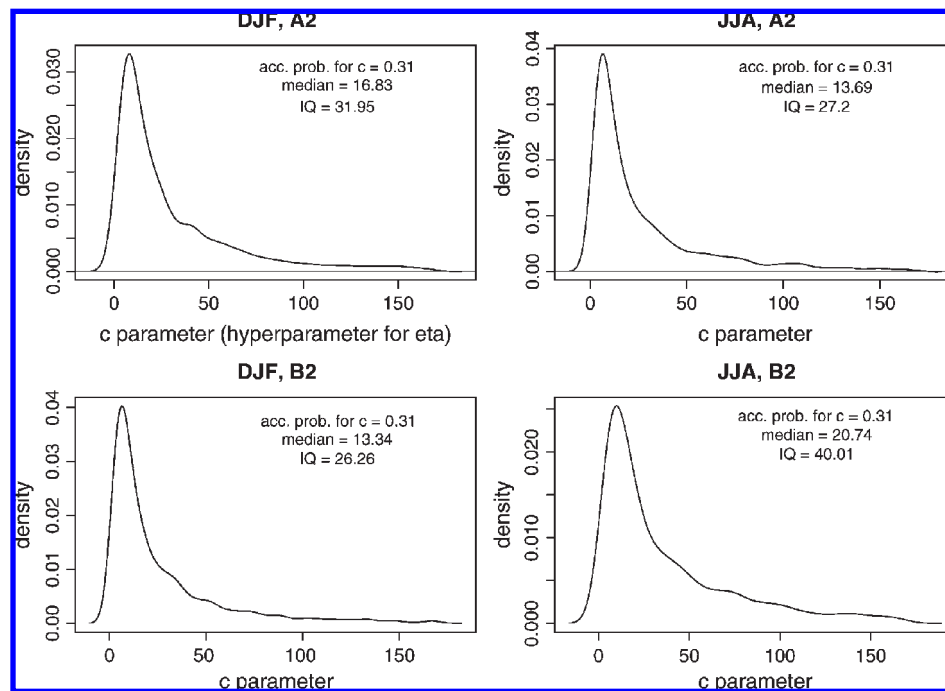 DJF, A2
density
0.000
0.010
0.020
0.030
acc. prob. for c = 0.31
median = 16.83
IQ = 31.95
0
50
100
150
c parameter (hyperparameter for eta)
JJA, A2
density
0.00
0.01
0.02
0.03
0.04
acc. prob. for c = 0.31
median = 13.69
IQ = 27.2
0
50
100
150
c parameter
DJF, B2
density
0.00
0.01
0.02
0.03
0.04
acc. prob. for c = 0.31
median = 13.34
IQ = 26.26
0
50
100
150
c parameter
JJA, B2
density
0.000
0.010
0.020
acc. prob. for c = 0.31
median = 20.74
IQ = 40.01
0
50
100
150
c parameter